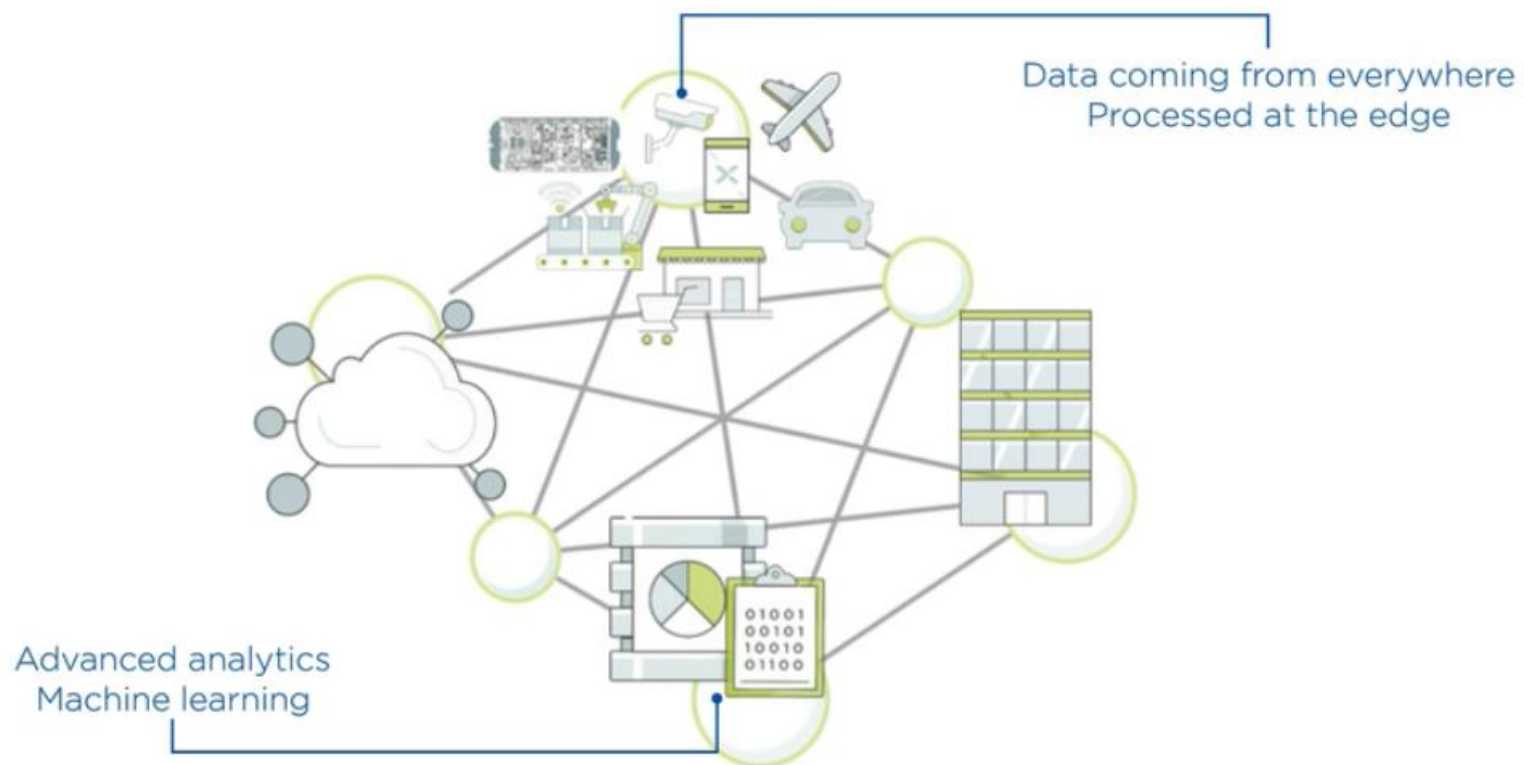 Data coming from everywhere
Processed at the edge
01001
00101
10010
01100
Advanced analytics
Machine learning